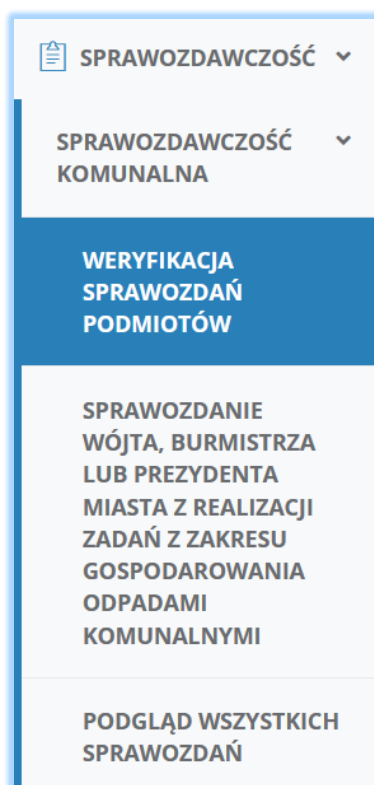 SPRAWOZDAWCZOŚĆ
SPRAWOZDAWCZOŚĆ
KOMUNALNA
WERYFIKACJA
SPRAWOZDAŃ
PODMIOTÓW
SPRAWOZDANIE
WÓJTA, BURMISTRZA
LUB PREZYDENTA
MIASTA Z REALIZACJI
ZADAŃ Z ZAKRESU
GOSPODAROWANIA
ODPADAMI
KOMUNALNYMI
PODGLĄD WSZYSTKICH
SPRAWOZDAŃ